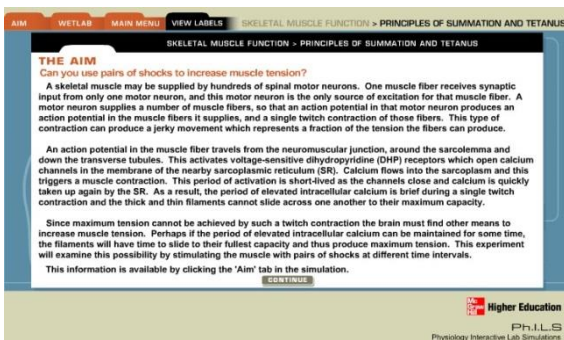 AIM WETLAB MAIN MENU VIEW LABELS SKELETAL MUSCLE FUNCTION > PRINCIPLES OF SUMMATION AND TETANUS
SKELETAL MUSCLE FUNCTION > PRINCIPLES OF SUMMATION AND TETANUS
THE AIM
Can you use pairs of shocks to increase muscle tension?
A skeletal muscle may be supplied by hundreds of spinal motor neurons. One muscle fiber receives synaptic
input from only one motor neuron, and this motor neuron is the only source of excitation for that muscle fiber. A
motor neuron supplies a number of muscle fibers, so that an action potential in that motor neuron produces an
action potential in the muscle fibers it supplies, and a single twitch contraction of those fibers. This type of
contraction can produce a jerky movement which represents a fraction of the tension the fibers can produce.
An action potential in the muscle fiber travels from the neuromuscular junction, around the sarcolemma and
down the transverse tubules. This activates voltage-sensitive dihydropyridine (DHP) receptors which open calcium
channels in the membrane of the nearby sarcoplasmic reticulum (SR). Calcium flows into the sarcoplasm and this
triggers a muscle contraction. This period of activation is short-lived as the channels close and calcium is quickly
taken up again by the SR. As a result, the period of elevated intracellular calcium is brief during a single twitch
contraction and the thick and thin filaments cannot slide across one another to their maximum capacity.
Since maximum tension cannot be achieved by such a twitch contraction the brain must find other means to
increase muscle tension. Perhaps if the period of elevated intracellular calcium can be maintained for some time,
the filaments will have time to slide to their fullest capacity and thus produce maximum tension. This experiment
will examine this possibility by stimulating the muscle with pairs of shocks at different time intervals.
This information is available by clicking the 'Aim' tab in the simulation.
CONTINUE
Higher Education
Ph.I.L.S
Physiology Interactive Lab Simulations